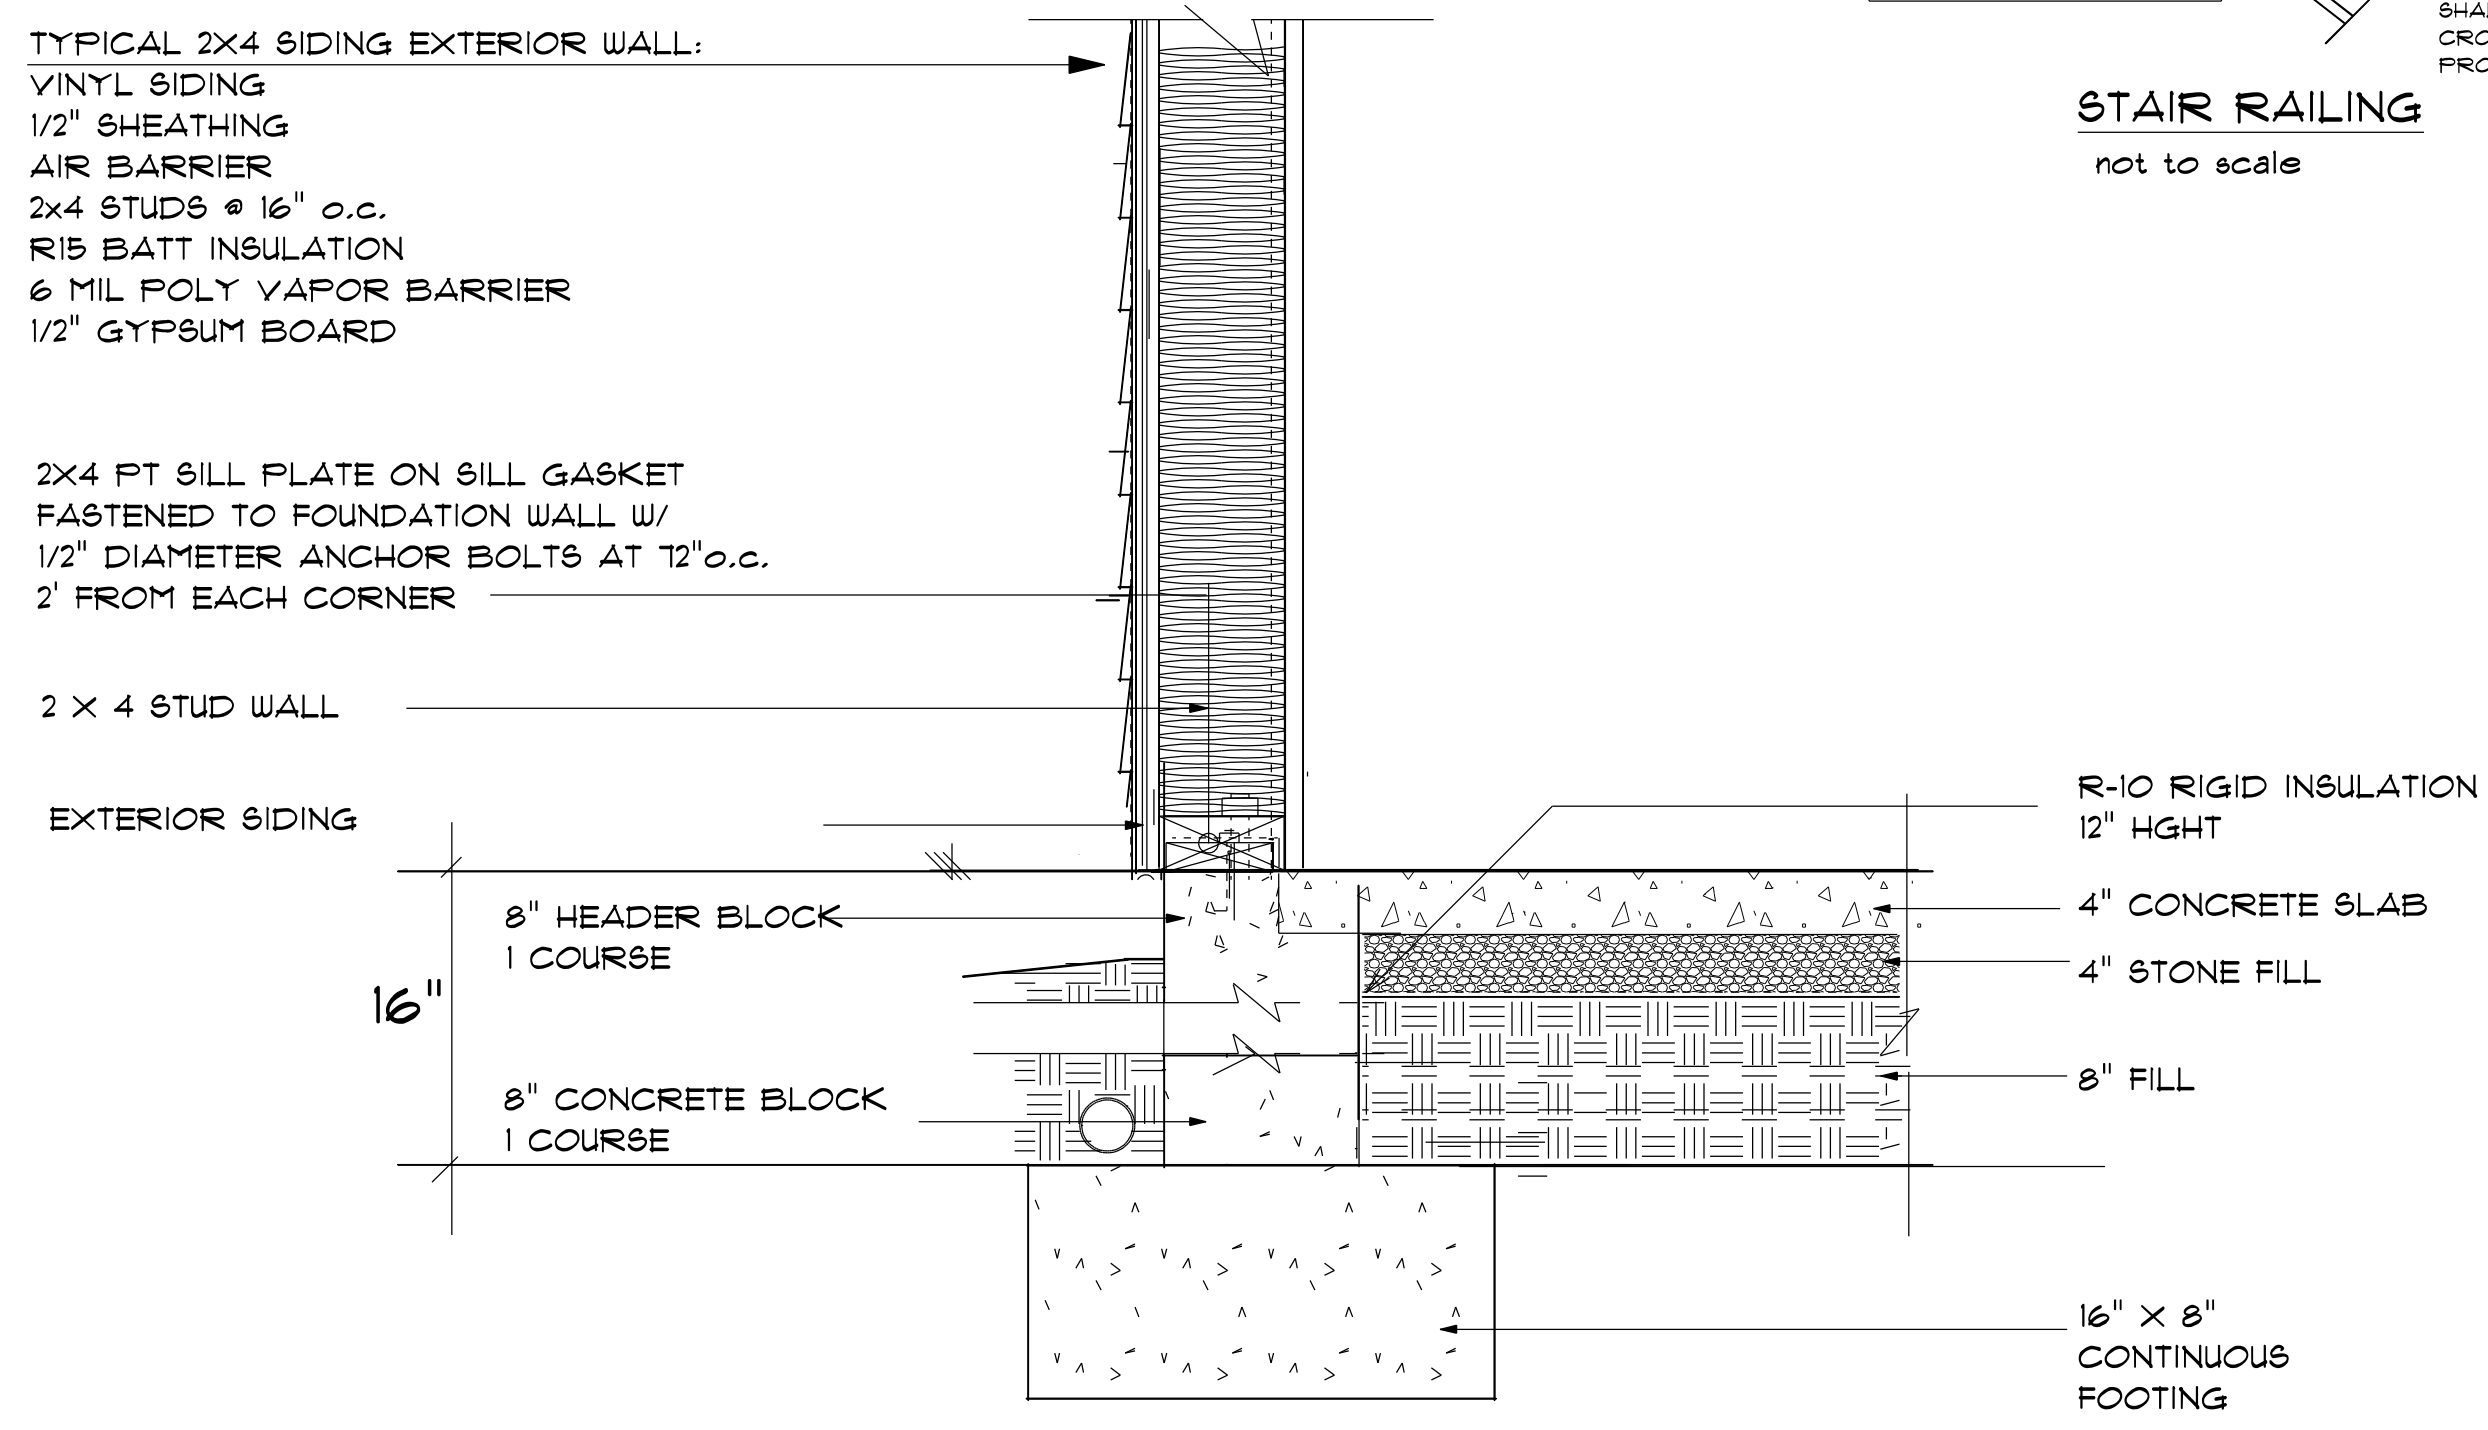 TYPICAL 2X4 SIDING EXTERIOR WALL:
VINYL SIDING
1/2" SHEATHING
AIR BARRIER
2x4 STUDS @ 16" o.c.
R15 BATT INSULATION
6 MIL POLY VAPOR BARRIER
1/2" GYPSUM BOARD
2X4 PT SILL PLATE ON SILL GASKET
FASTENED TO FOUNDATION WALL W/
1/2" DIAMETER ANCHOR BOLTS AT 72"o.c.
2' FROM EACH CORNER
2 X 4 STUD WALL
EXTERIOR SIDING
8" HEADER BLOCK
1 COURSE
16"
8" CONCRETE BLOCK
1 COURSE
STAIR RAILING
not to scale
R-10 RIGID INSULATION
12" HGHT
4" CONCRETE SLAB
4" STONE FILL
8" FILL
16" X 8"
CONTINUOUS
FOOTING